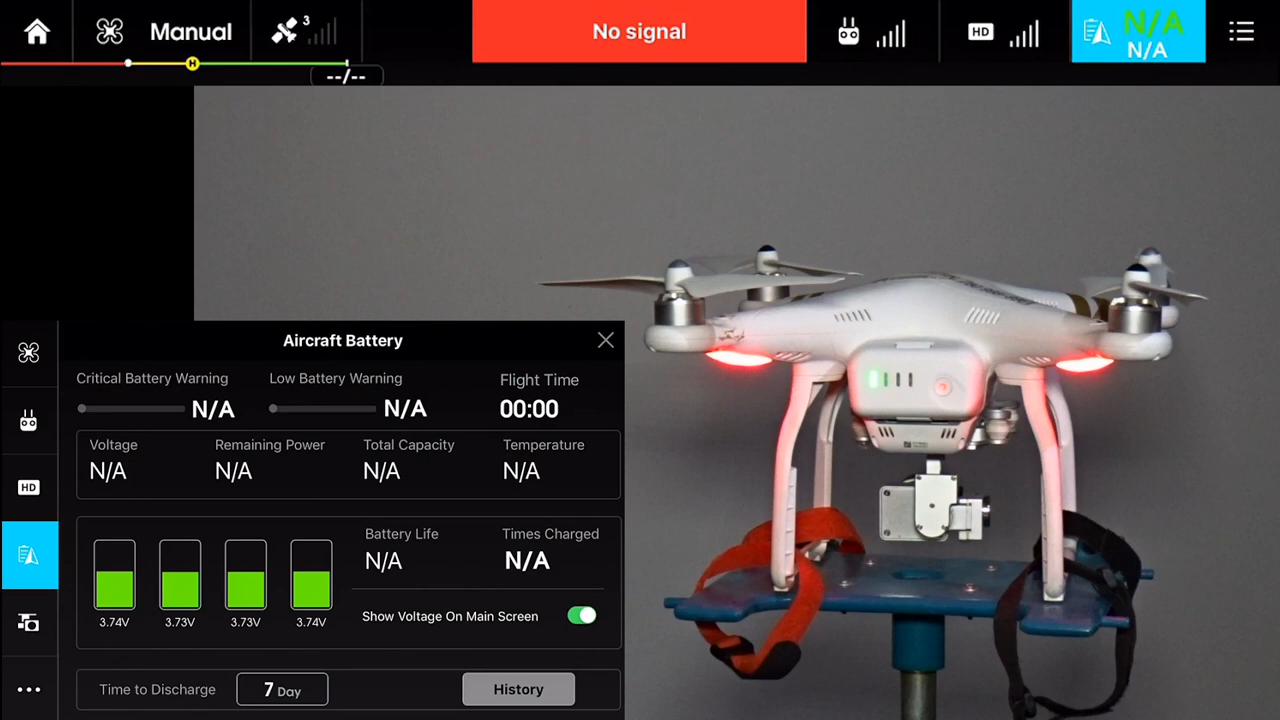 Manual
3
No signal
HD
N/A
N/A
H
--/--
Aircraft Battery
Critical Battery Warning
N/A
Low Battery Warning
N/A
Flight Time
00:00
Voltage
N/A
Remaining Power
N/A
Total Capacity
N/A
Temperature
N/A
HD
3.74V
3.73V
3.73V
3.74V
Battery Life
N/A
Times Charged
N/A
Show Voltage On Main Screen
Time to Discharge
7 Day
History